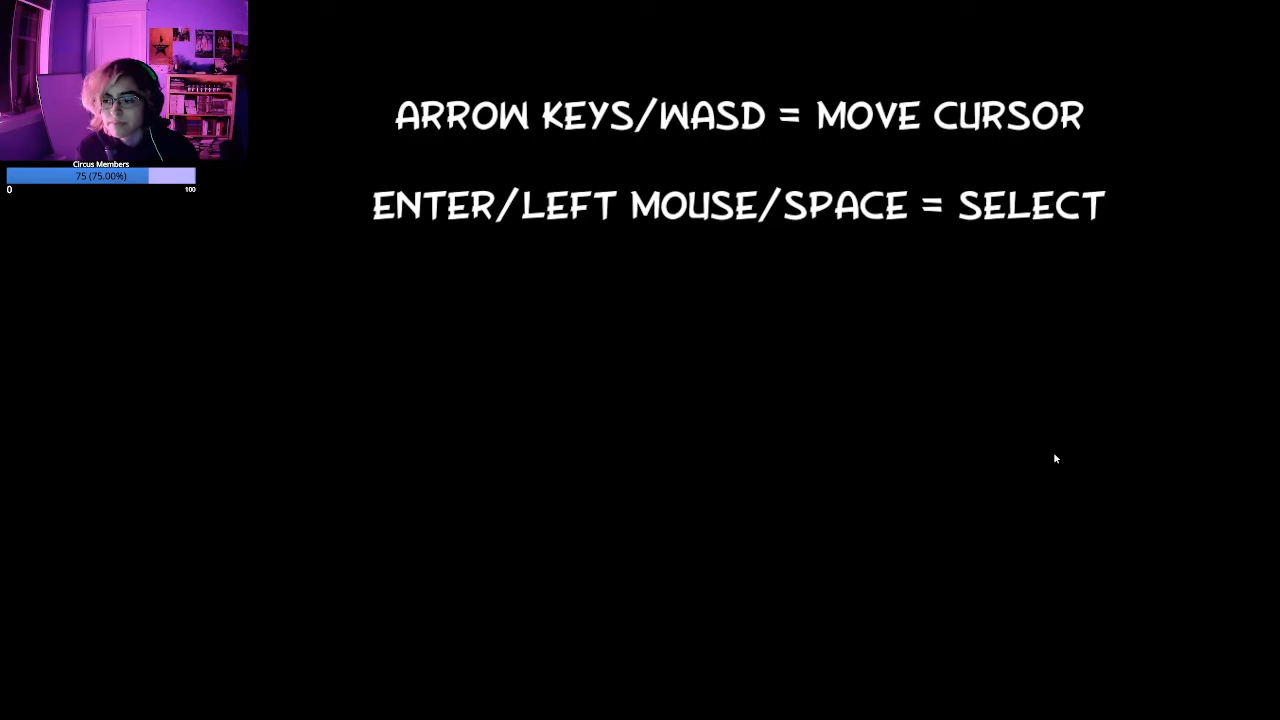 Circus Members
75 (75.00%)
0 100
ARROW KEYS/WASD = MOVE CURSOR
ENTER/LEFT MOUSE/SPACE = SELECT